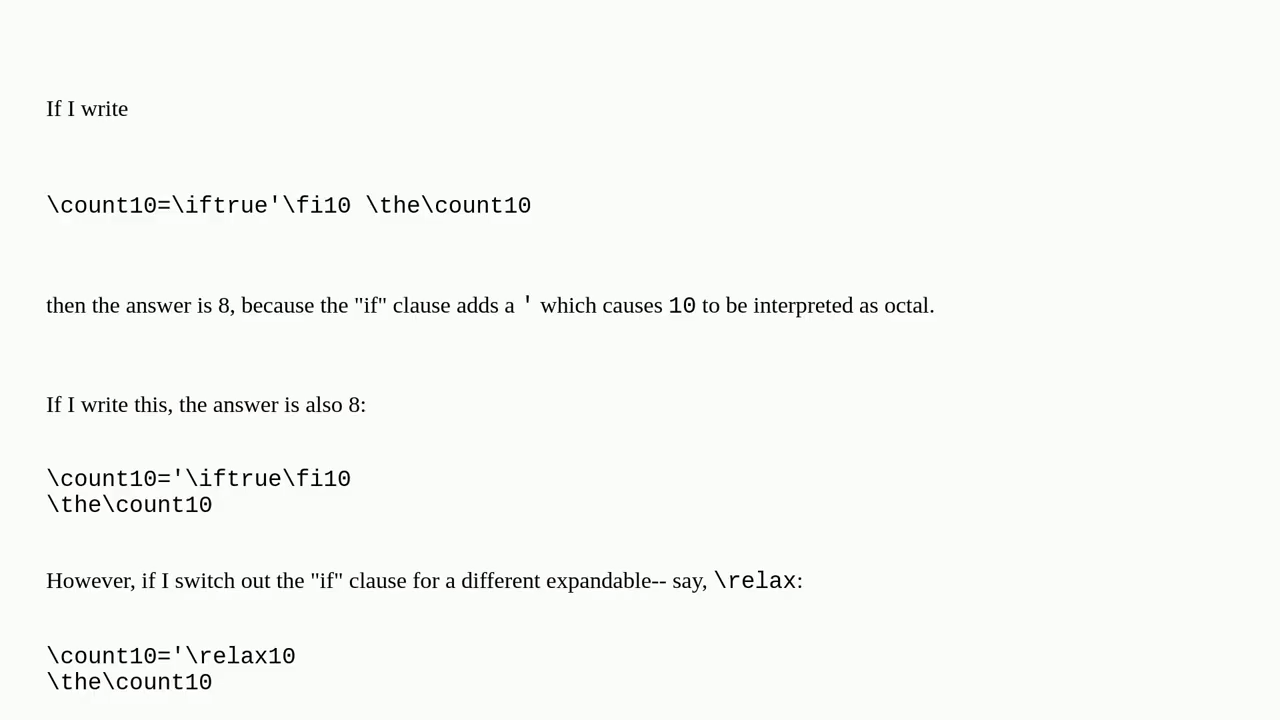 If I write
\count10=\iftrue'\fi10 \the\count10
then the answer is 8, because the "if" clause adds a ' which causes 10 to be interpreted as octal.
If I write this, the answer is also 8:
\count10='\iftrue\fi10
\the\count10
However, if I switch out the "if" clause for a different expandable-- say, \relax:
\count10='\relax10
\the\count10